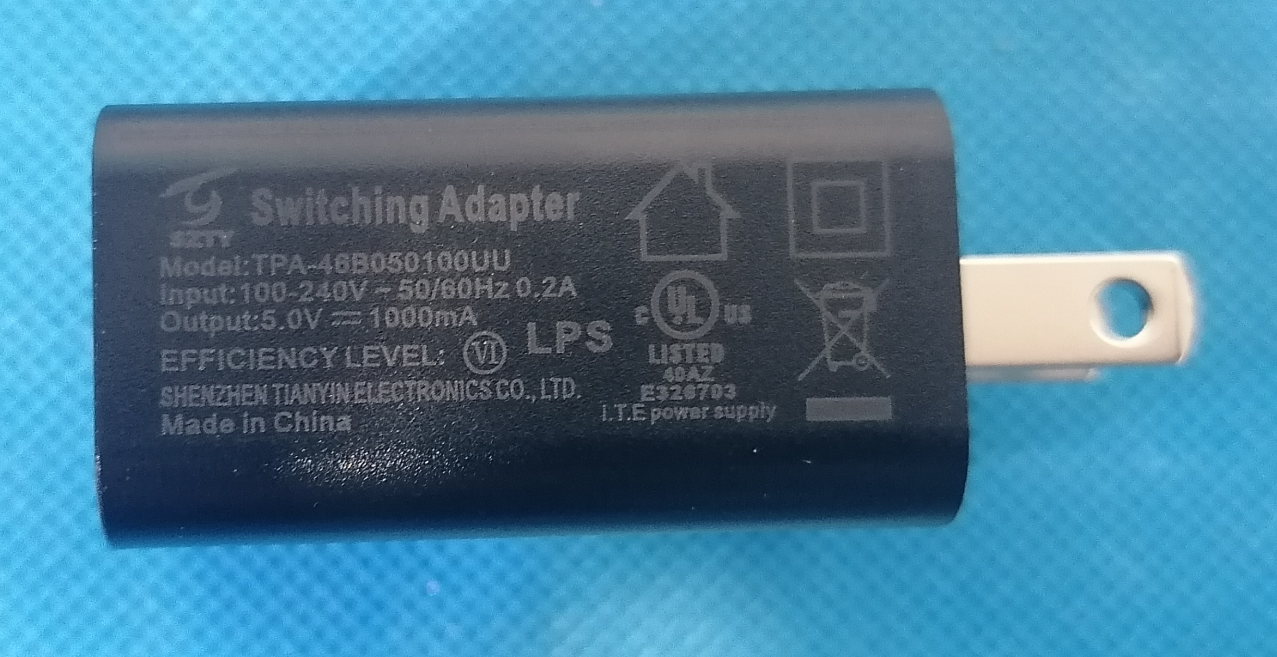 Switching Adapter
SZTY
Model:TPA-46B050100UU
Input:100-240V ~ 50/60Hz 0.2A
Output:5.0V ⎓ 1000mA
EFFICIENCY LEVEL: VI
LPS
SHENZHEN TIANYIN ELECTRONICS CO., LTD.
Made in China
c UL US
LISTED
40AZ
E326703
I.T.E power supply